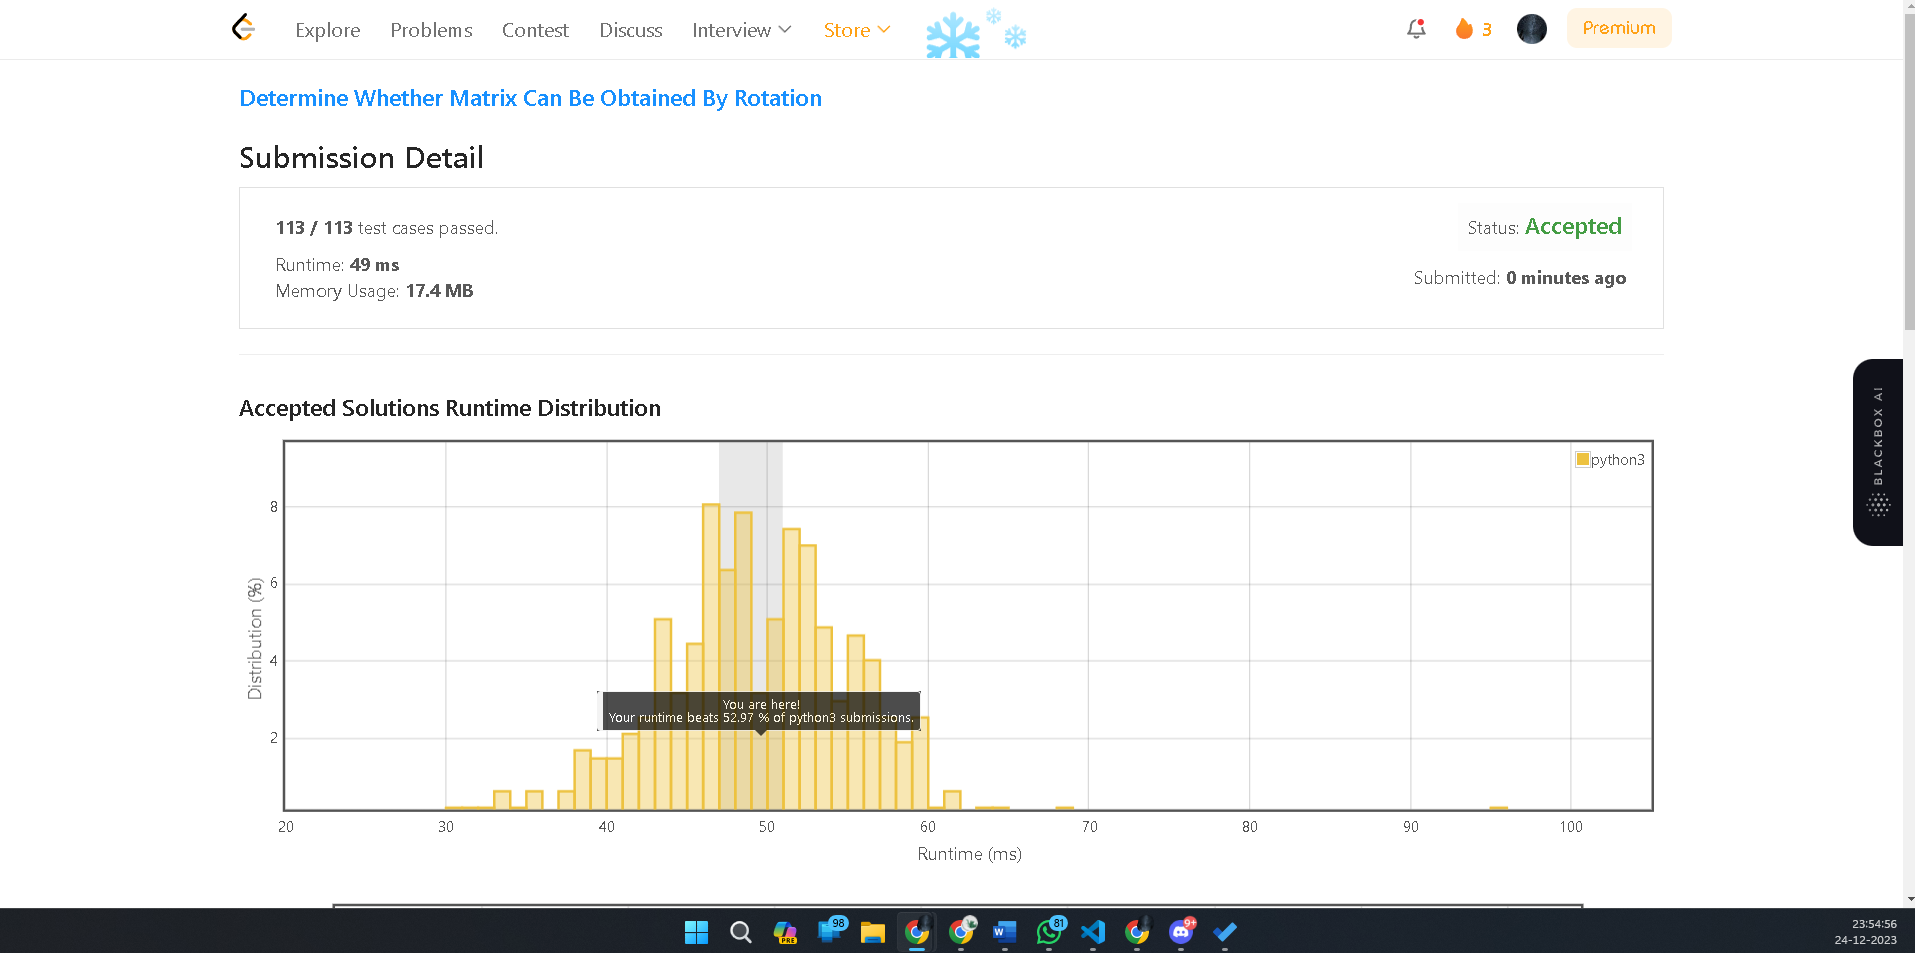 Explore Problems Contest Discuss Interview Store 3 Premium
Determine Whether Matrix Can Be Obtained By Rotation
Submission Detail
113 / 113 test cases passed.
Status: Accepted
Runtime: 49 ms
Submitted: 0 minutes ago
Memory Usage: 17.4 MB
Accepted Solutions Runtime Distribution
python3
8
6
4
2
Distribution (%)
You are here!
Your runtime beats 52.97 % of python3 submissions.
20 30 40 50 60 70 80 90 100
Runtime (ms)
BLACKBOX AI
PRE 98 W 81 9+
23:54:56
24-12-2023